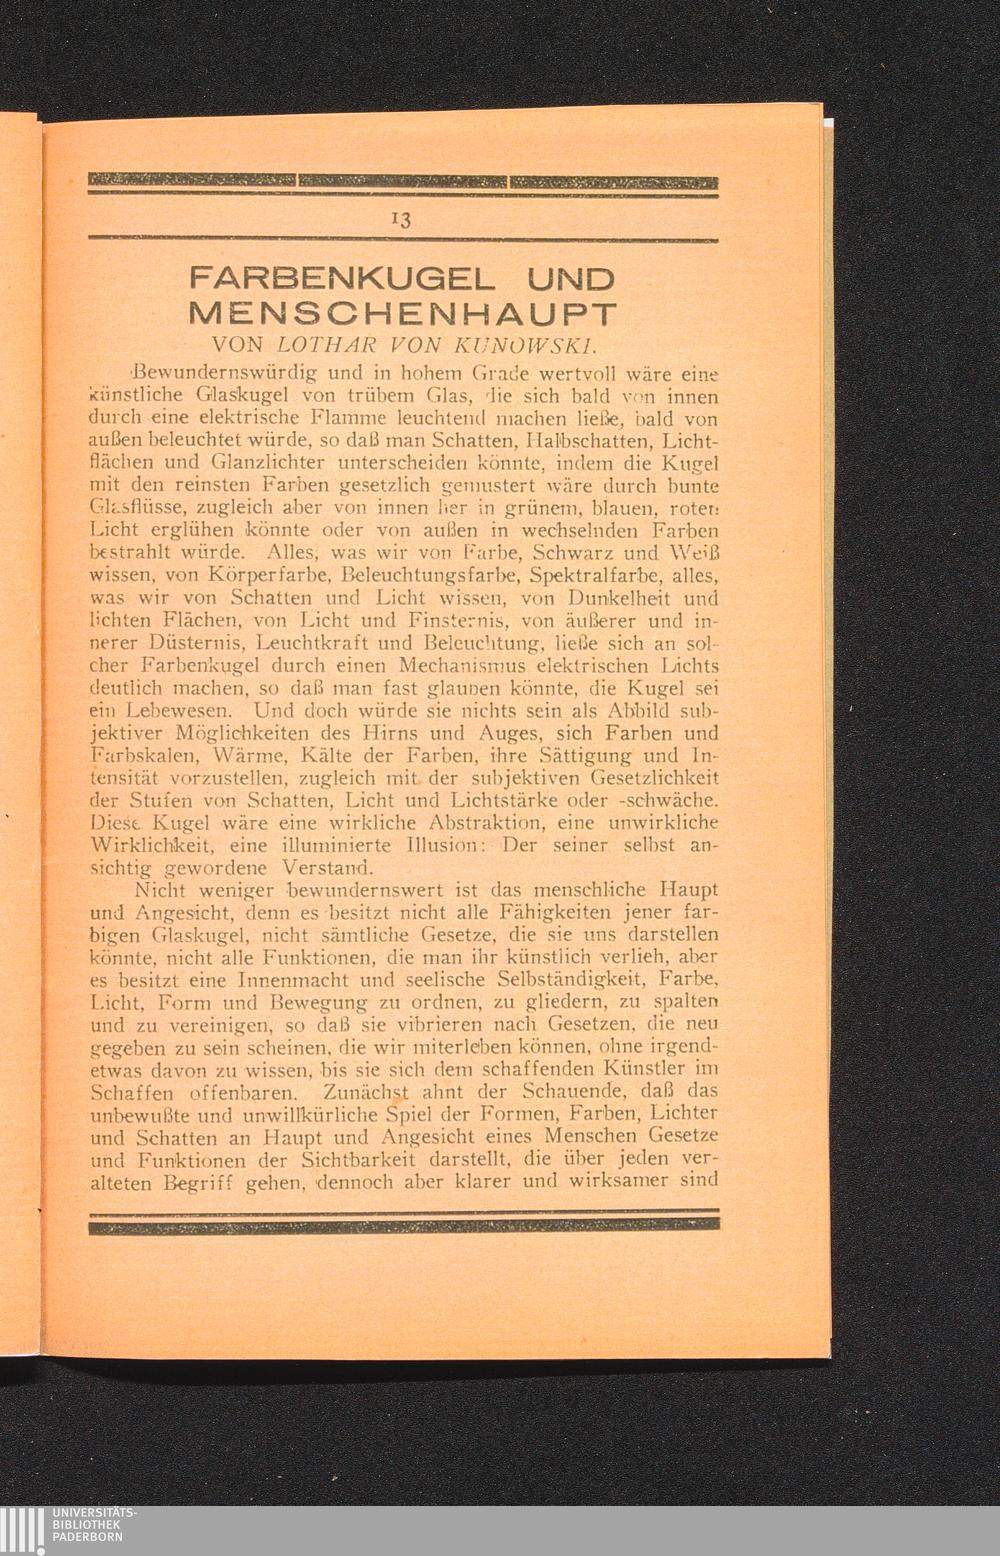 13
FARBENKUGEL UND
MENSCHENHAUPT
VON LOTHAR VON KUNOWSKI.
Bewundernswürdig und in hohem Grade wertvoll wäre eine
künstliche Glaskugel von trübem Glas, die sich bald von innen
durch eine elektrische Flamme leuchtend machen ließe, bald von
außen beleuchtet würde, so daß man Schatten, Halbschatten, Licht-
flächen und Glanzlichter unterscheiden könnte, indem die Kugel
mit den reinsten Farben gesetzlich gemustert wäre durch bunte
Glasflüsse, zugleich aber von innen her in grünem, blauen, roten
Licht erglühen könnte oder von außen in wechselnden Farben
bestrahlt würde. Alles, was wir von Farbe, Schwarz und Weiß
wissen, von Körperfarbe, Beleuchtungsfarbe, Spektralfarbe, alles,
was wir von Schatten und Licht wissen, von Dunkelheit und
lichten Flächen, von Licht und Finsternis, von äußerer und in-
nerer Düsternis, Leuchtkraft und Beleuchtung, ließe sich an sol-
cher Farbenkugel durch einen Mechanismus elektrischen Lichts
deutlich machen, so daß man fast glauben könnte, die Kugel sei
ein Lebewesen. Und doch würde sie nichts sein als Abbild sub-
jektiver Möglichkeiten des Hirns und Auges, sich Farben und
Farbskalen, Wärme, Kälte der Farben, ihre Sättigung und In-
tensität vorzustellen, zugleich mit der subjektiven Gesetzlichkeit
der Stufen von Schatten, Licht und Lichtstärke oder -schwäche.
Diese Kugel wäre eine wirkliche Abstraktion, eine unwirkliche
Wirklichkeit, eine illuminierte Illusion: Der seiner selbst an-
sichtig gewordene Verstand.
Nicht weniger bewundernswert ist das menschliche Haupt
und Angesicht, denn es besitzt nicht alle Fähigkeiten jener far-
bigen Glaskugel, nicht sämtliche Gesetze, die sie uns darstellen
könnte, nicht alle Funktionen, die man ihr künstlich verlieh, aber
es besitzt eine Innenmacht und seelische Selbständigkeit, Farbe,
Licht, Form und Bewegung zu ordnen, zu gliedern, zu spalten
und zu vereinigen, so daß sie vibrieren nach Gesetzen, die neu
gegeben zu sein scheinen, die wir miterleben können, ohne irgend-
etwas davon zu wissen, bis sie sich dem schaffenden Künstler im
Schaffen offenbaren. Zunächst ahnt der Schauende, daß das
unbewußte und unwillkürliche Spiel der Formen, Farben, Lichter
und Schatten an Haupt und Angesicht eines Menschen Gesetze
und Funktionen der Sichtbarkeit darstellt, die über jeden ver-
alteten Begriff gehen, dennoch aber klarer und wirksamer sind
UNIVERSITÄTS-
BIBLIOTHEK
PADERBORN